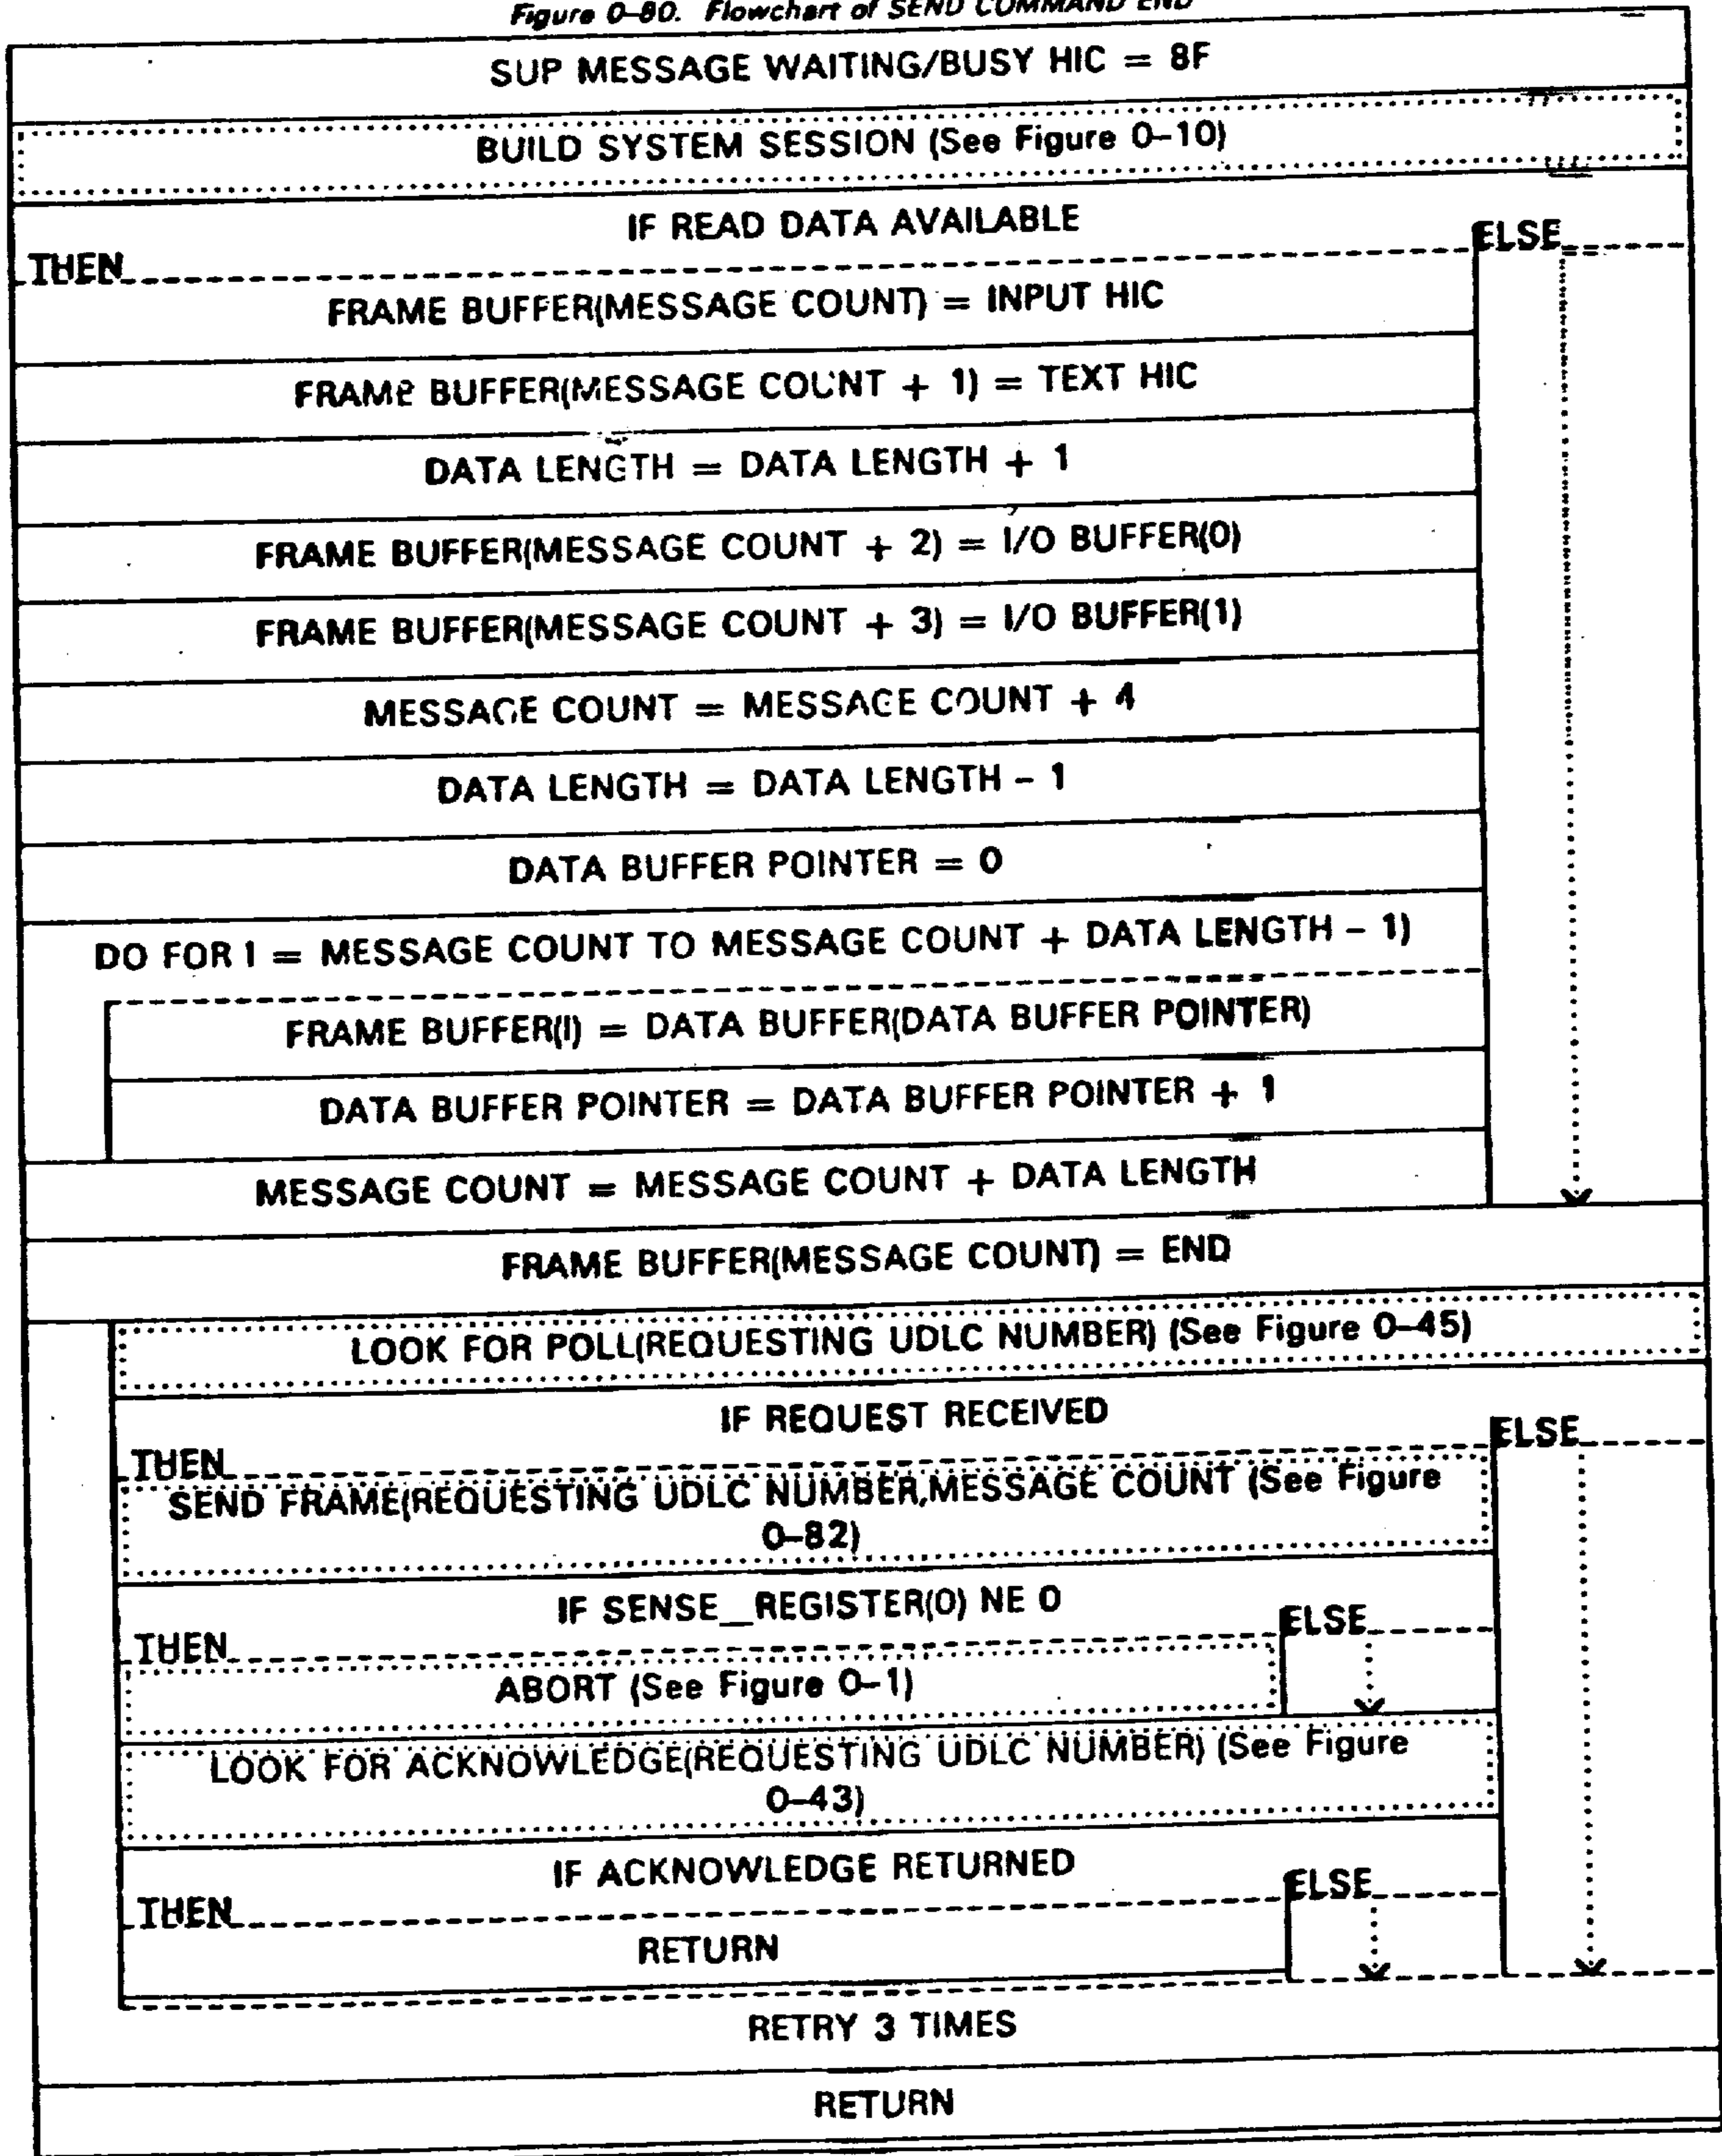 Figure 0-80. Flowchart of SEND COMMAND END
SUP MESSAGE WAITING/BUSY HIC = 8F
BUILD SYSTEM SESSION (See Figure 0-10)
IF READ DATA AVAILABLE
THEN ELSE
FRAME BUFFER(MESSAGE COUNT) = INPUT HIC
FRAME BUFFER(MESSAGE COUNT + 1) = TEXT HIC
DATA LENGTH = DATA LENGTH + 1
FRAME BUFFER(MESSAGE COUNT + 2) = I/O BUFFER(0)
FRAME BUFFER(MESSAGE COUNT + 3) = I/O BUFFER(1)
MESSAGE COUNT = MESSAGE COUNT + 4
DATA LENGTH = DATA LENGTH - 1
DATA BUFFER POINTER = 0
DO FOR I = MESSAGE COUNT TO MESSAGE COUNT + DATA LENGTH - 1)
FRAME BUFFER(I) = DATA BUFFER(DATA BUFFER POINTER)
DATA BUFFER POINTER = DATA BUFFER POINTER + 1
MESSAGE COUNT = MESSAGE COUNT + DATA LENGTH
FRAME BUFFER(MESSAGE COUNT) = END
LOOK FOR POLL(REQUESTING UDLC NUMBER) (See Figure 0-45)
IF REQUEST RECEIVED
THEN ELSE
SEND FRAME(REQUESTING UDLC NUMBER,MESSAGE COUNT (See Figure
0-82)
IF SENSE_REGISTER(0) NE 0
THEN ELSE
ABORT (See Figure 0-1)
LOOK FOR ACKNOWLEDGE(REQUESTING UDLC NUMBER) (See Figure
0-43)
IF ACKNOWLEDGE RETURNED
THEN ELSE
RETURN
RETRY 3 TIMES
RETURN